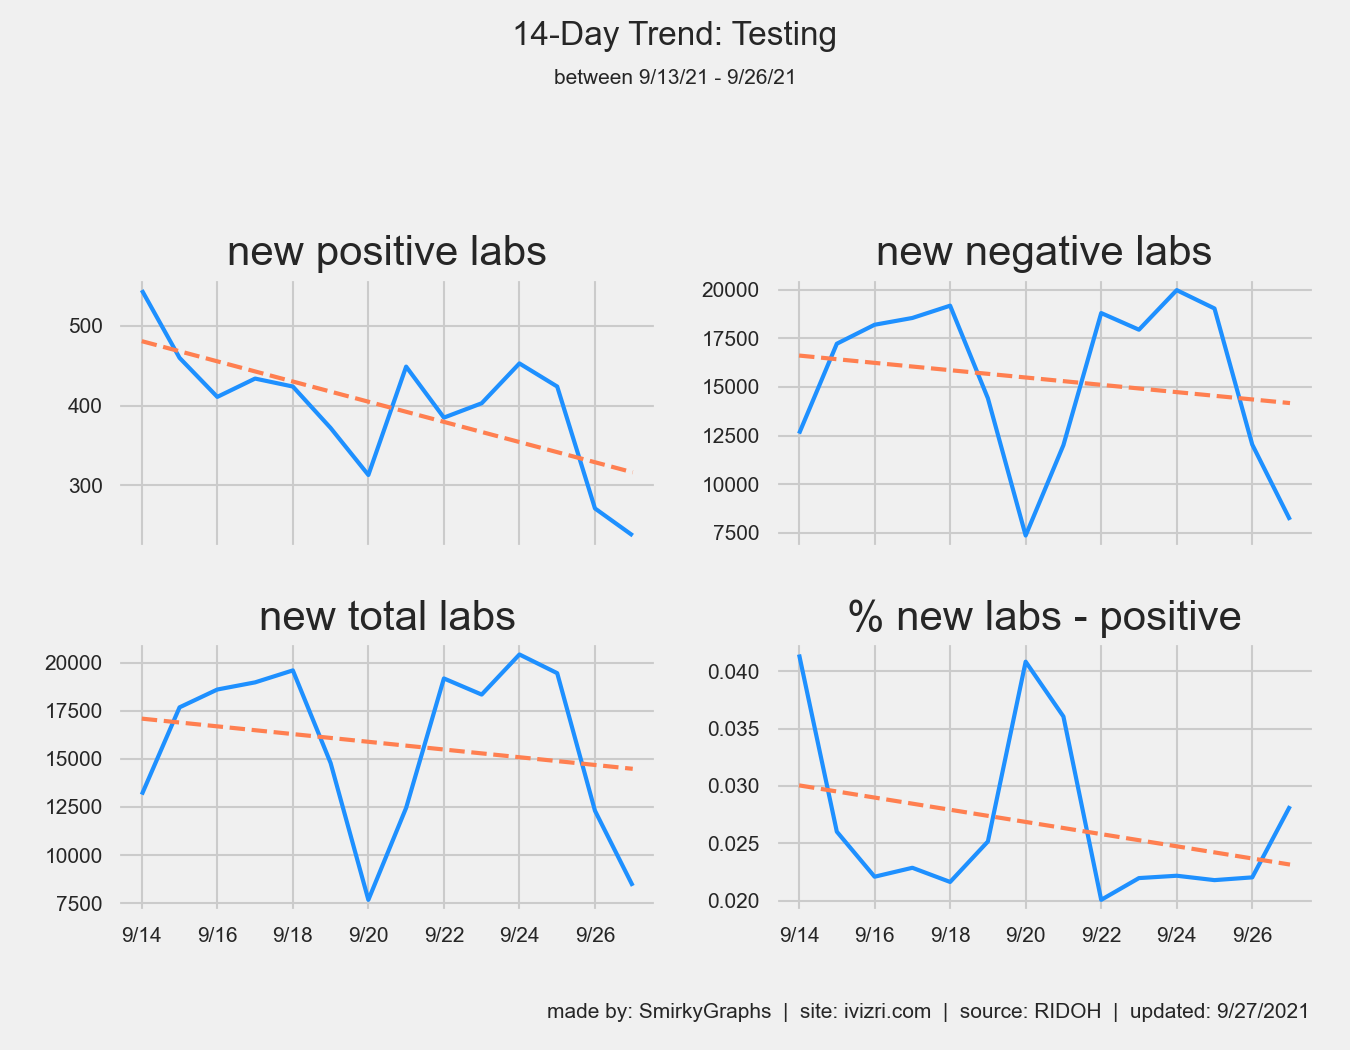 14-Day Trend: Testing
between 9/13/21 - 9/26/21
new positive labs
500
400
300
new negative labs
20000
17500
15000
12500
10000
7500
new total labs
20000
17500
15000
12500
10000
7500
9/14 9/16 9/18 9/20 9/22 9/24 9/26
% new labs - positive
0.040
0.035
0.030
0.025
0.020
9/14 9/16 9/18 9/20 9/22 9/24 9/26
made by: SmirkyGraphs | site: ivizri.com | source: RIDOH | updated: 9/27/2021